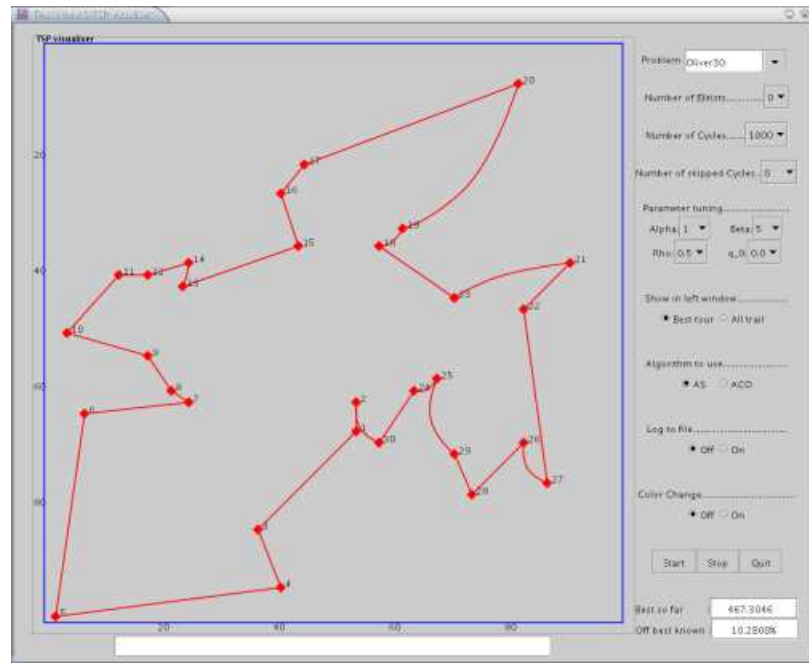 TSP visualiser
Problem: Oliver30
Number of Elitists............ 0
Number of Cycles...... 1000
Number of skipped Cycles.. 0
Parameter tuning
Alpha: 1 Beta: 5
Rho: 0.5 q_0: 0.0
Show in left window
Best tour All trail
Algorithm to use
AS ACO
Log to file
Off On
Color Change
Off On
Start Stop Quit
Best so far 467.3046
Off best known 10.2808%
20
40
60
80
20 40 60 80
20
17
16
15
19
18
14
11 12
13
21
23
22
10
9
8
7
6
2
1
30
24 25
29
26
27
28
3
4
5